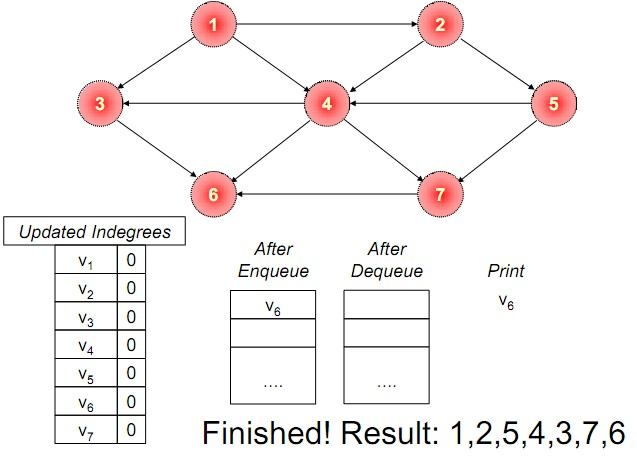 1
2
3
4
5
6
7
Updated Indegrees
v1 0
v2 0
v3 0
v4 0
v5 0
v6 0
v7 0
After
Enqueue
v6
....
After
Dequeue
....
Print
v6
Finished! Result: 1,2,5,4,3,7,6